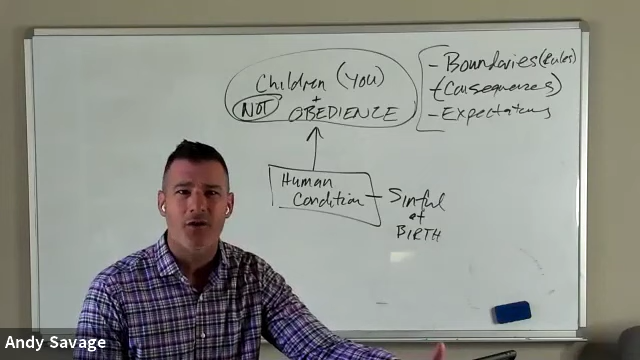 Children (YOU)
+
NOT OBEDIENCE
- Boundaries (Rules)
- (Consequences)
- Expectations
Human
Condition - Sinful
at
BIRTH
Andy Savage